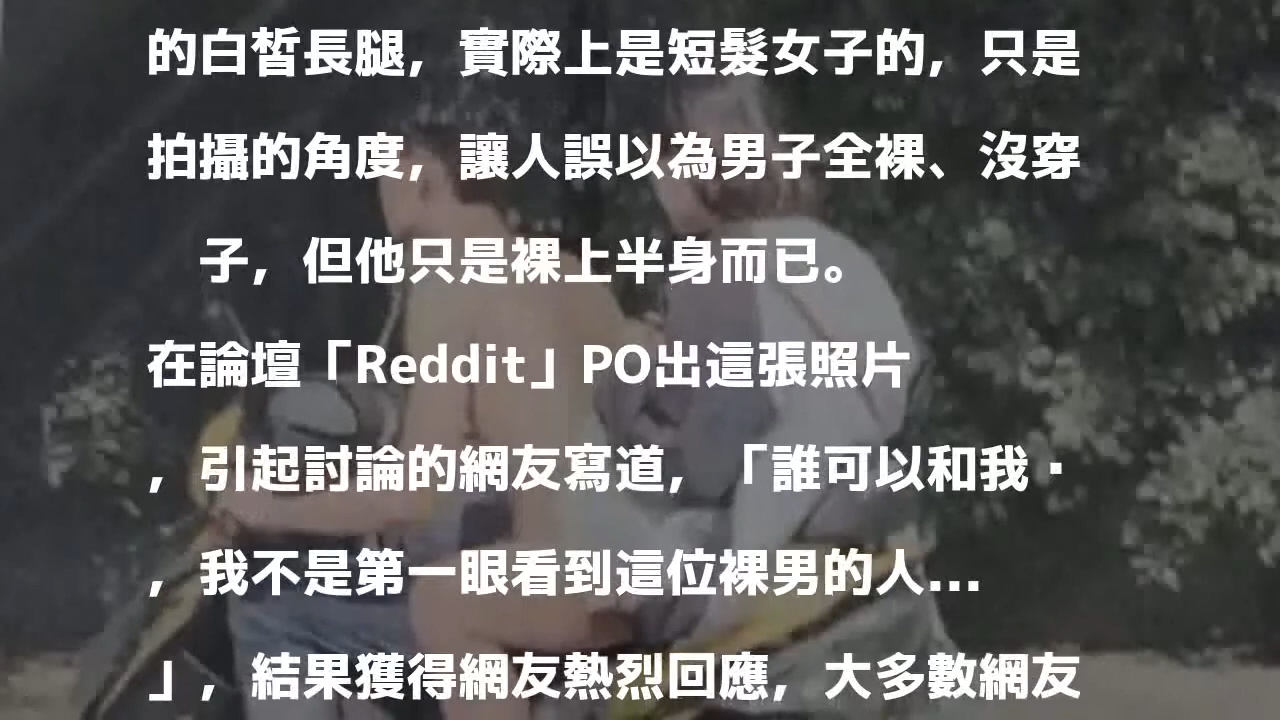 的白皙長腿，實際上是短髮女子的，只是
拍攝的角度，讓人誤以為男子全裸、沒穿
子，但他只是裸上半身而已。
在論壇「Reddit」PO出這張照片
，引起討論的網友寫道，「誰可以和我·
，我不是第一眼看到這位裸男的人...
」，結果獲得網友熱烈回應，大多數網友